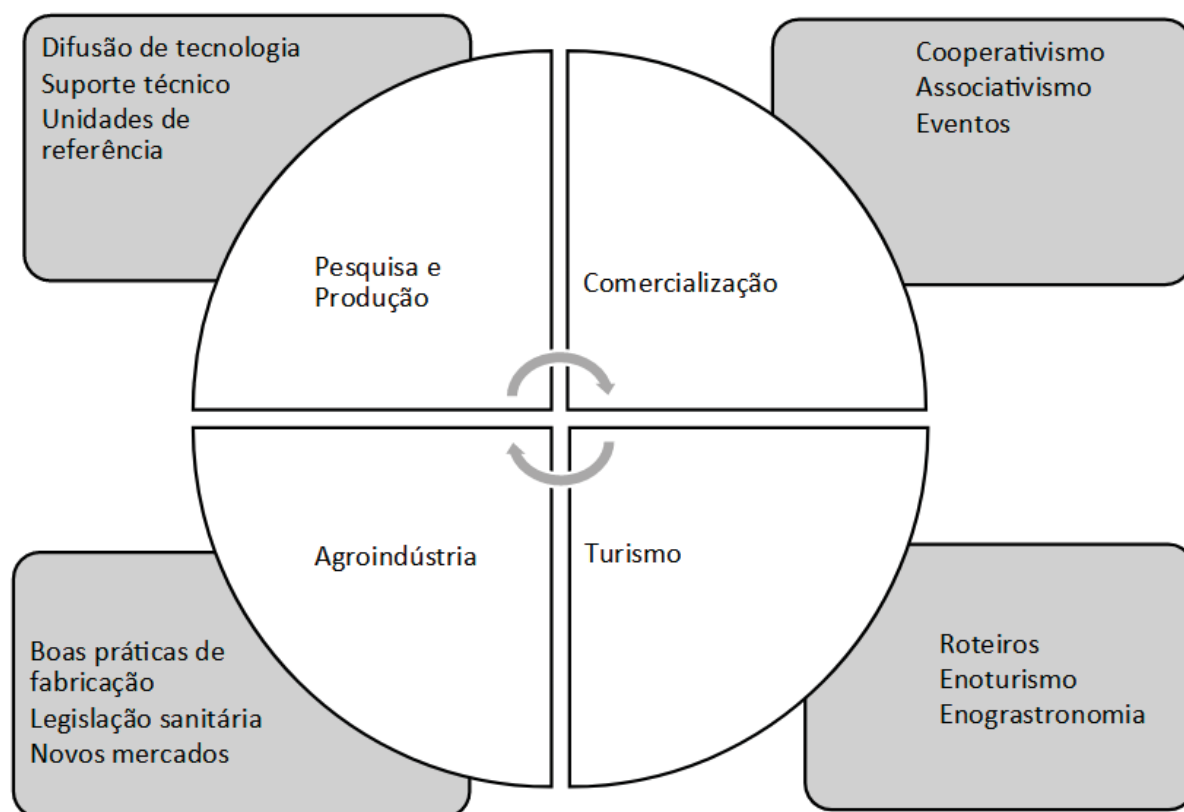 Difusão de tecnologia
Suporte técnico
Unidades de
referência
Cooperativismo
Associativismo
Eventos
Pesquisa e
Produção
Comercialização
Agroindústria
Turismo
Boas práticas de
fabricação
Legislação sanitária
Novos mercados
Roteiros
Enoturismo
Enograstronomia